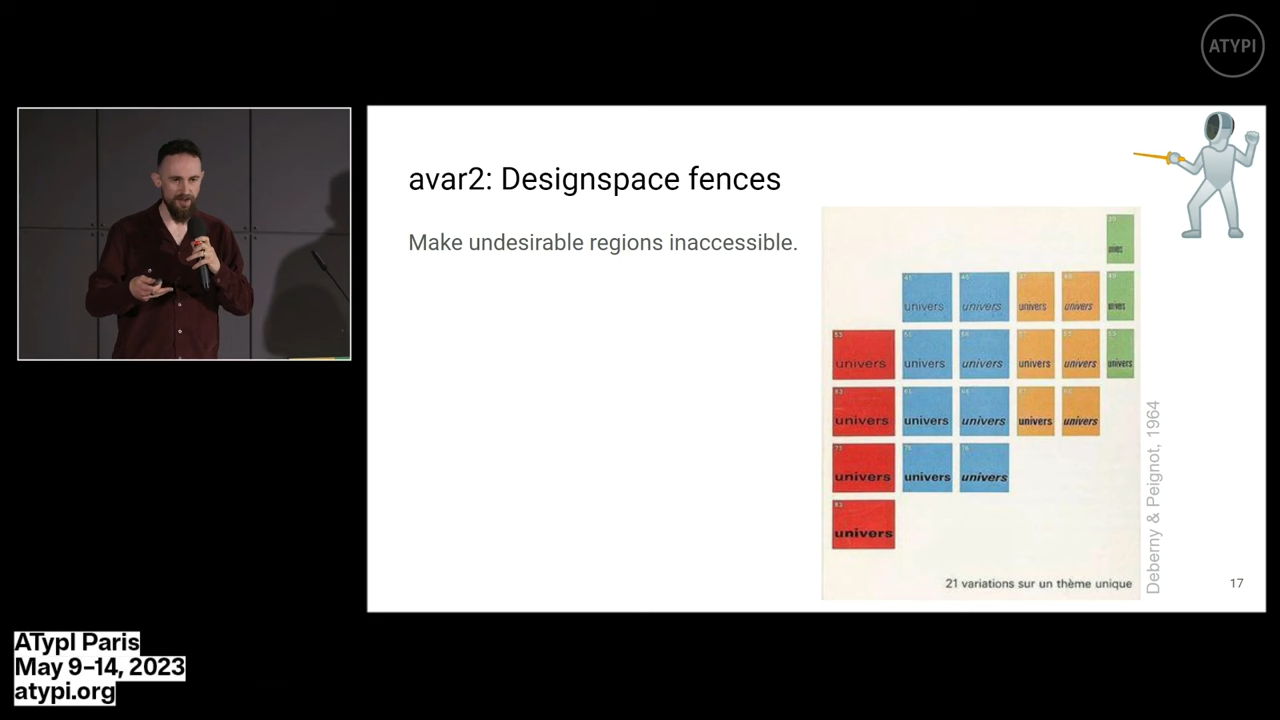 ATYPI
avar2: Designspace fences
Make undesirable regions inaccessible.
univers
univers univers univers univers univers
univers univers univers univers univers univers
univers univers univers univers univers
univers univers univers
univers
21 variations sur un thème unique
Deberny & Peignot, 1964
17
ATypI Paris
May 9–14, 2023
atypi.org